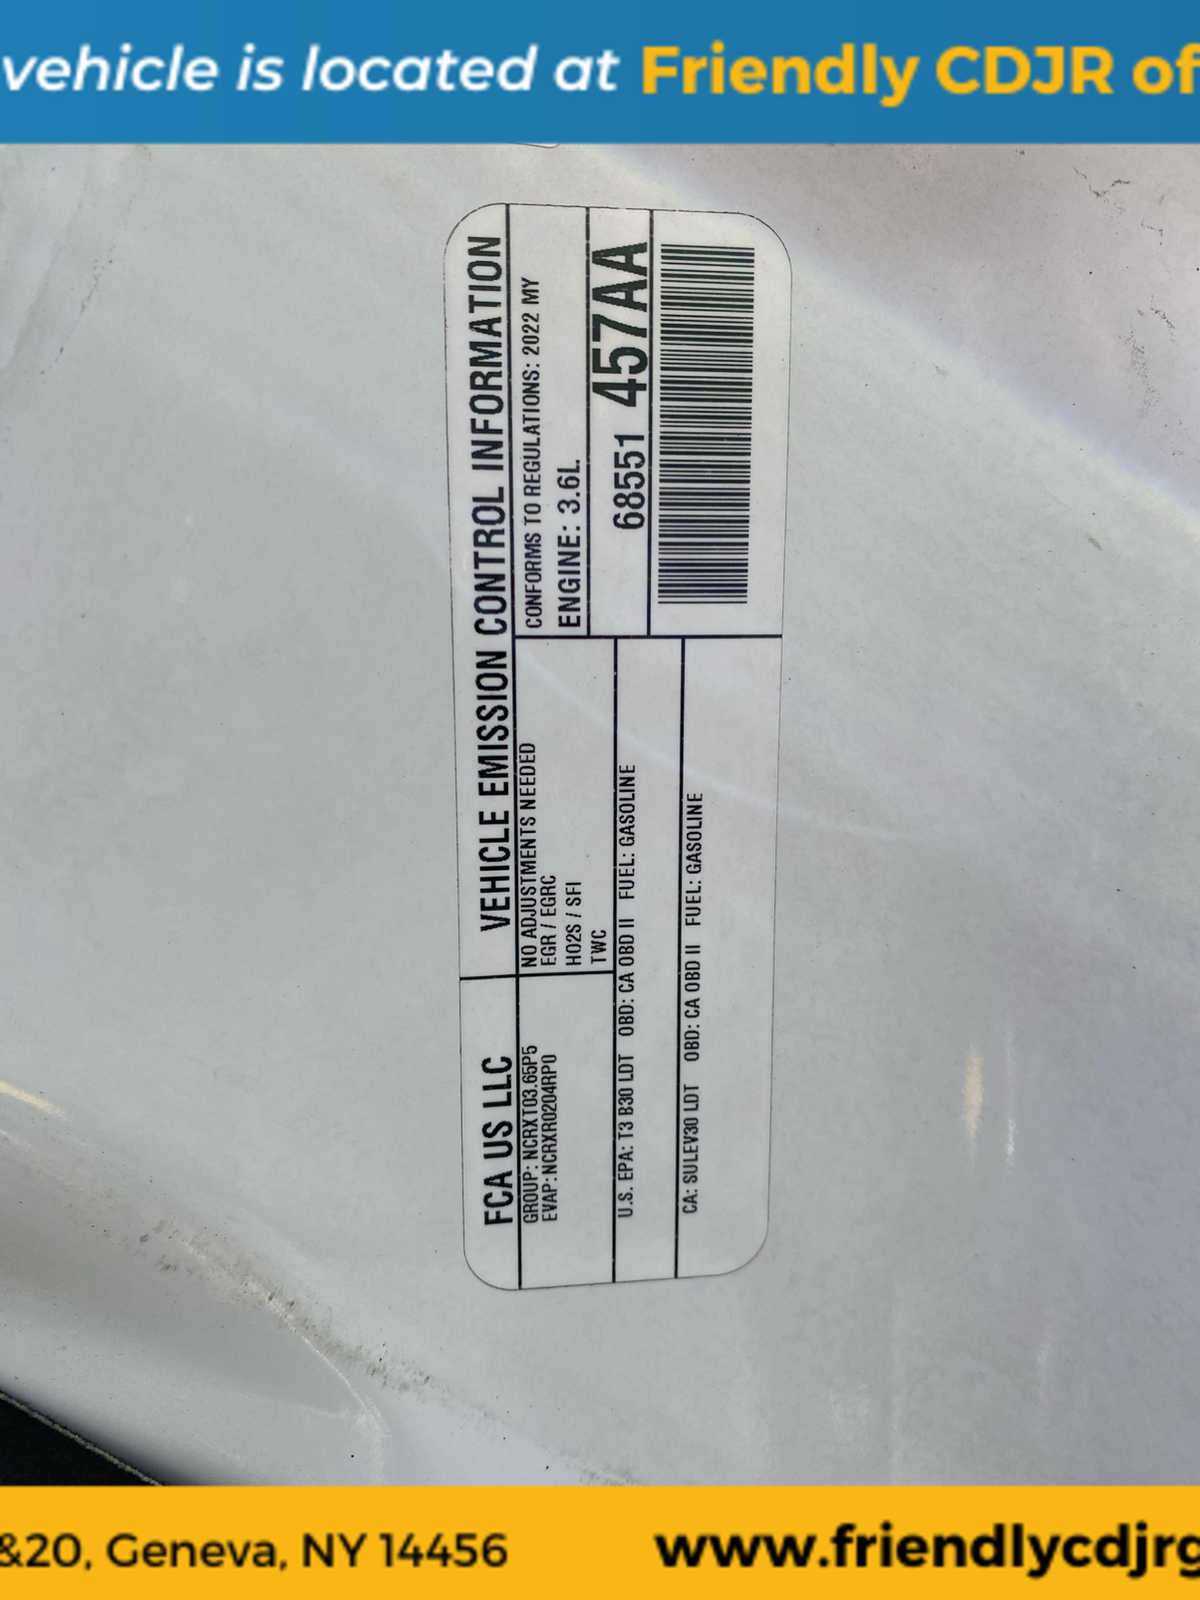 vehicle is located at Friendly CDJR of
FCA US LLC VEHICLE EMISSION CONTROL INFORMATION
GROUP: NCRXT03.65P5
EVAP: NCRXR0204RP0
NO ADJUSTMENTS NEEDED
EGR / EGRC
HO2S / SFI
TWC
CONFORMS TO REGULATIONS: 2022 MY
ENGINE: 3.6L
68551 457AA
U.S. EPA: T3 B30 LDT OBD: CA OBD II FUEL: GASOLINE
CA: SULEV30 LDT OBD: CA OBD II FUEL: GASOLINE
&20, Geneva, NY 14456
www.friendlycdjrg